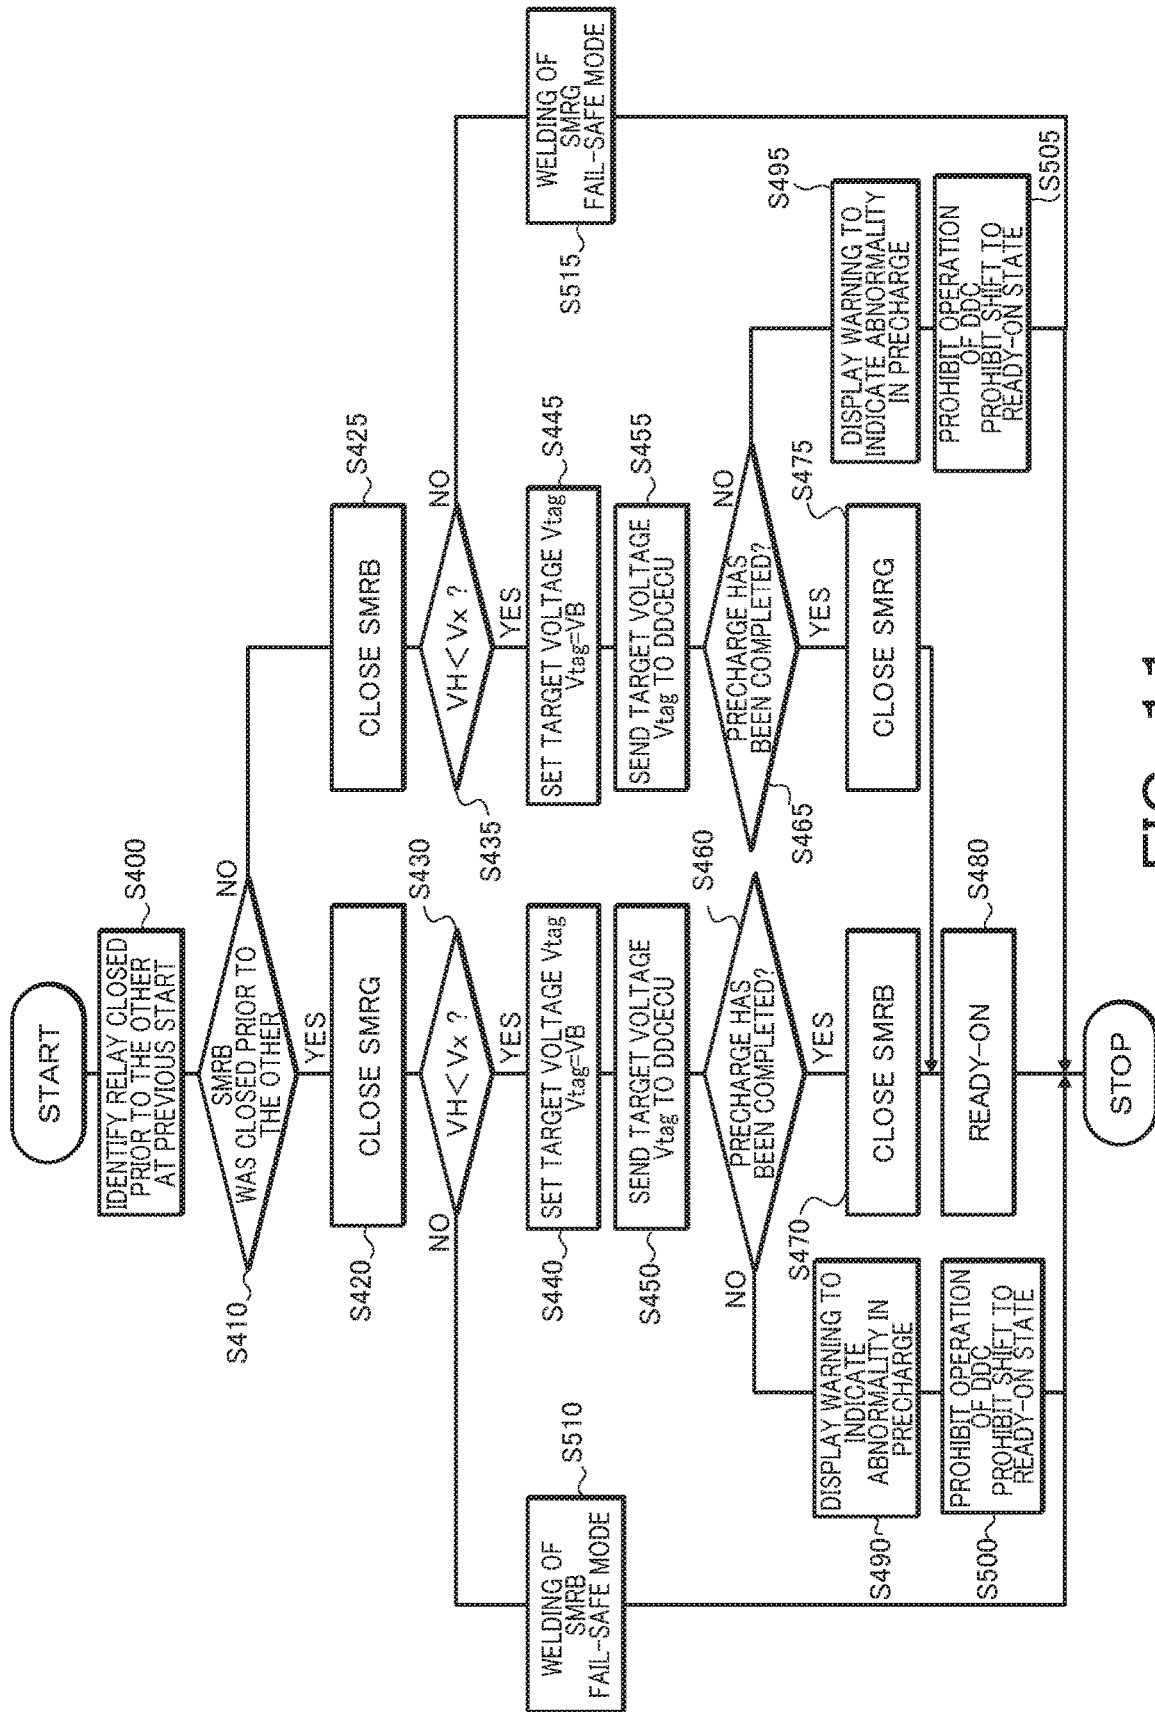 START
IDENTIFY RELAY CLOSED
PRIOR TO THE OTHER
AT PREVIOUS START
S400
SMRB
WAS CLOSED PRIOR TO
THE OTHER
S410
YES
NO
CLOSE SMRG
S420
CLOSE SMRB
S425
VH<Vx ?
S430
NO
YES
VH<Vx ?
S435
NO
YES
WELDING OF
SMRB
FAIL-SAFE MODE
S510
SET TARGET VOLTAGE Vtag
Vtag=VB
S440
SET TARGET VOLTAGE Vtag
Vtag=VB
S445
WELDING OF
SMRG
FAIL-SAFE MODE
S515
SEND TARGET VOLTAGE
Vtag TO DDCECU
S450
SEND TARGET VOLTAGE
Vtag TO DDCECU
S455
PRECHARGE HAS
BEEN COMPLETED?
S460
NO
YES
PRECHARGE HAS
BEEN COMPLETED?
S465
NO
YES
DISPLAY WARNING TO
INDICATE
ABNORMALITY IN
PRECHARGE
S490
CLOSE SMRB
S470
CLOSE SMRG
S475
DISPLAY WARNING TO
INDICATE ABNORMALITY
IN PRECHARGE
S495
PROHIBIT OPERATION
OF DDC
PROHIBIT SHIFT TO
READY-ON STATE
S500
READY-ON
S480
PROHIBIT OPERATION
OF DDC
PROHIBIT SHIFT TO
READY-ON STATE
S505
STOP